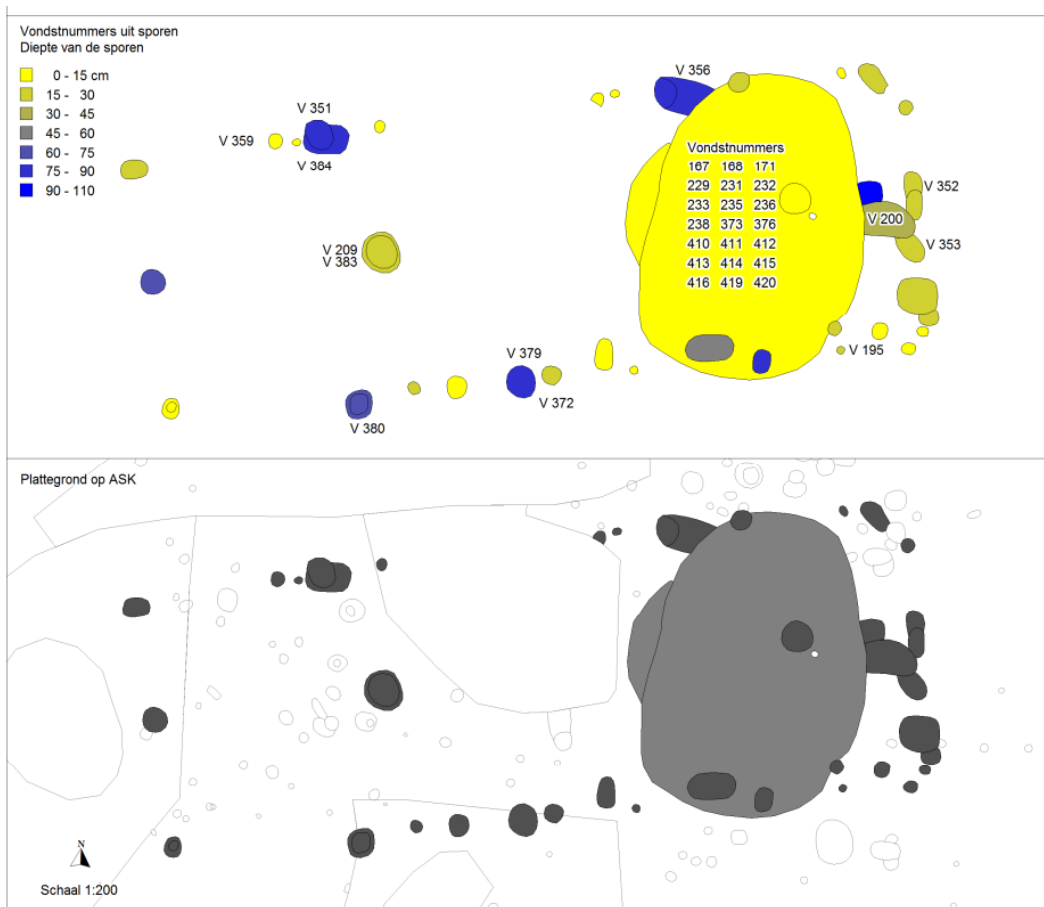 Vondstnummers uit sporen
Diepte van de sporen
0 - 15 cm
15 - 30
30 - 45
45 - 60
60 - 75
75 - 90
90 - 110
V 356
V 351
V 359
V 384
Vondstnummers
167 168 171
229 231 232
233 235 236
238 373 376
410 411 412
413 414 415
416 419 420
V 352
V 200
V 353
V 209
V 383
V 195
V 379
V 372
V 380
Plattegrond op ASK
N
Schaal 1:200